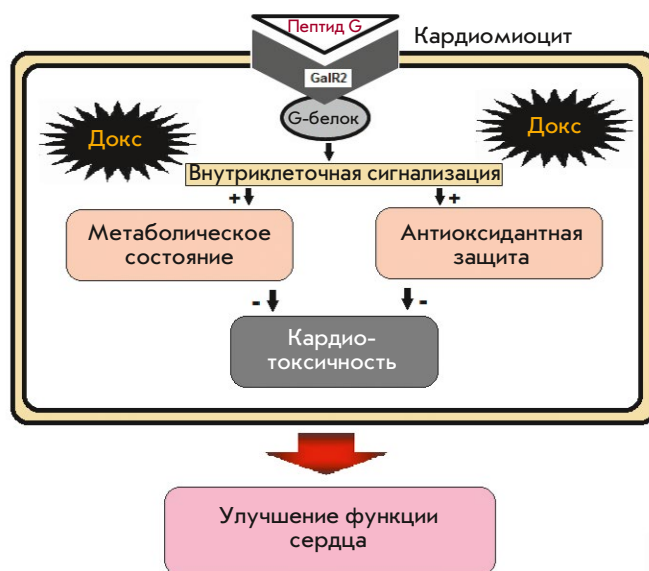 Пептид G
Кардиомиоцит
GalR2
G-белок
Докс
Докс
Внутриклеточная сигнализация
+ +
Метаболическое
состояние
Антиоксидантная
защита
- -
Кардио-
токсичность
Улучшение функции
сердца